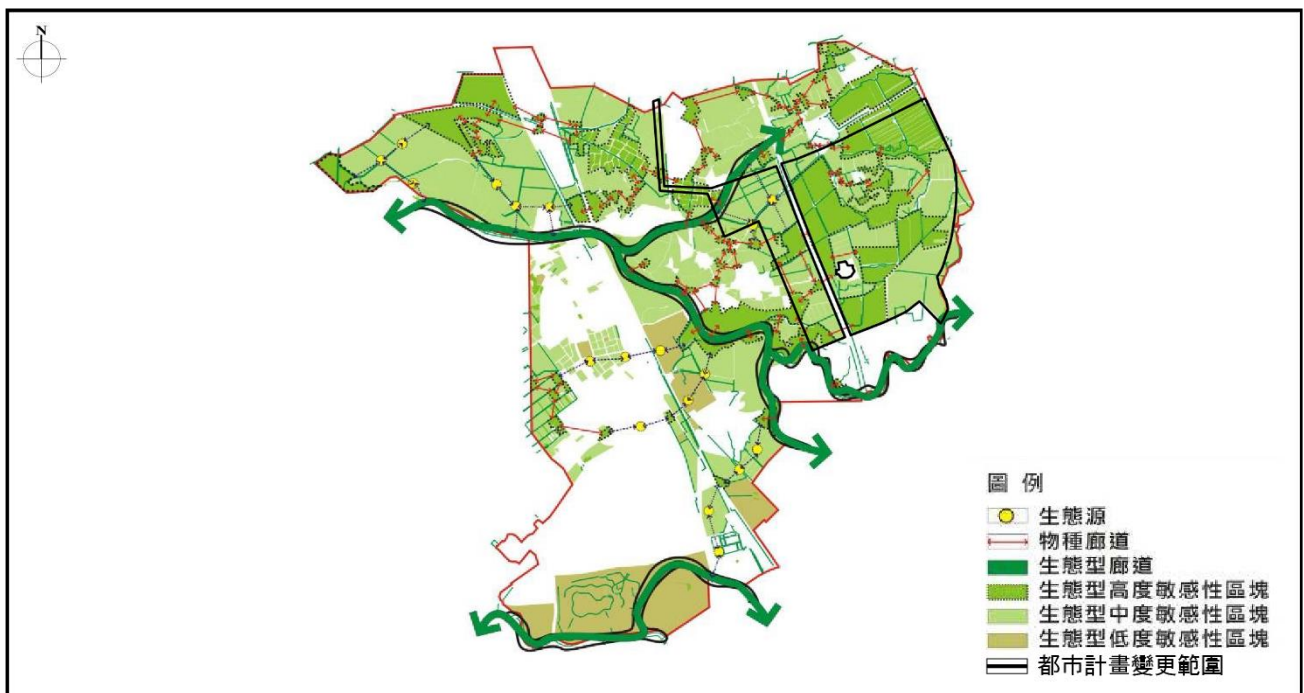 N
圖 例
生態源
物種廊道
生態型廊道
生態型高度敏感性區塊
生態型中度敏感性區塊
生態型低度敏感性區塊
都市計畫變更範圍